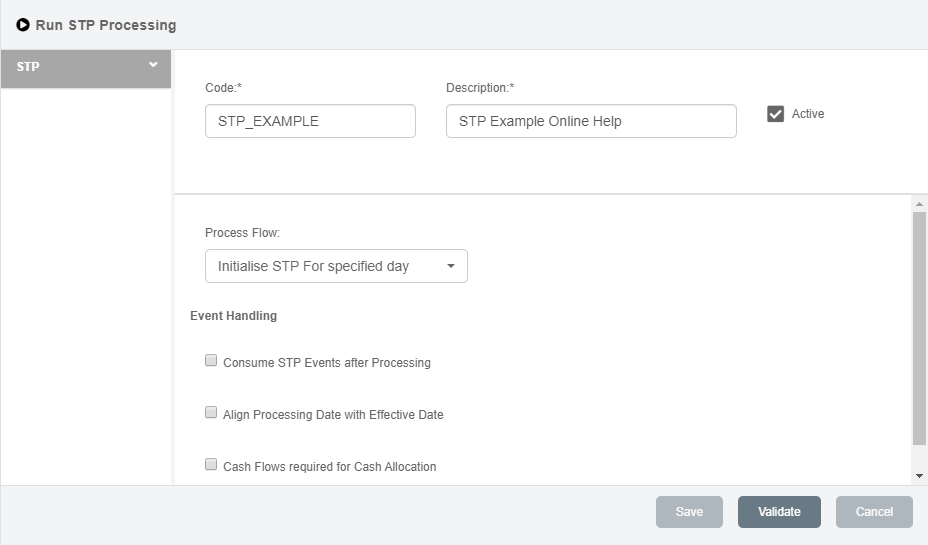 Run STP Processing
STP
Code:*
Description:*
STP_EXAMPLE
STP Example Online Help
Active
Process Flow:
Initialise STP For specified day
Event Handling
Consume STP Events after Processing
Align Processing Date with Effective Date
Cash Flows required for Cash Allocation
Save
Validate
Cancel